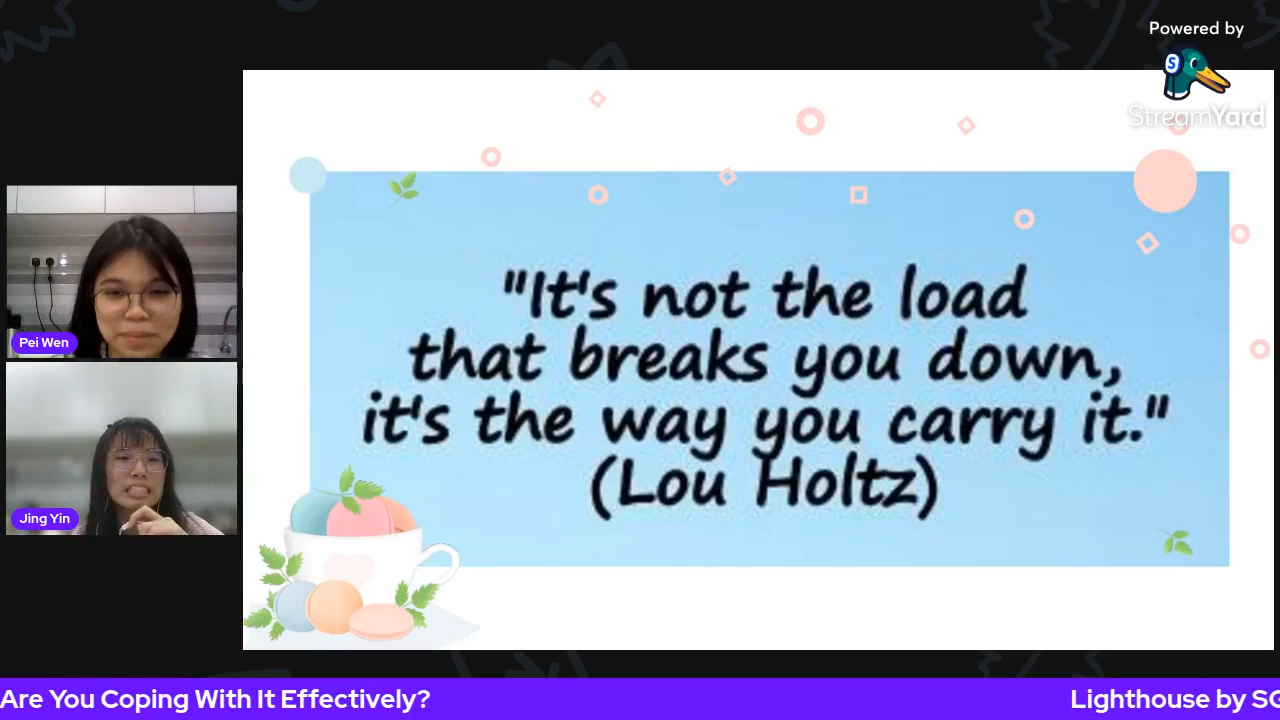 Powered by
StreamYard
"It's not the load
that breaks you down,
it's the way you carry it."
(Lou Holtz)
Pei Wen
Jing Yin
Are You Coping With It Effectively?
Lighthouse by